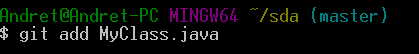 Andret@Andret-PC MINGW64 ~/sda (master)
$ git add MyClass.java